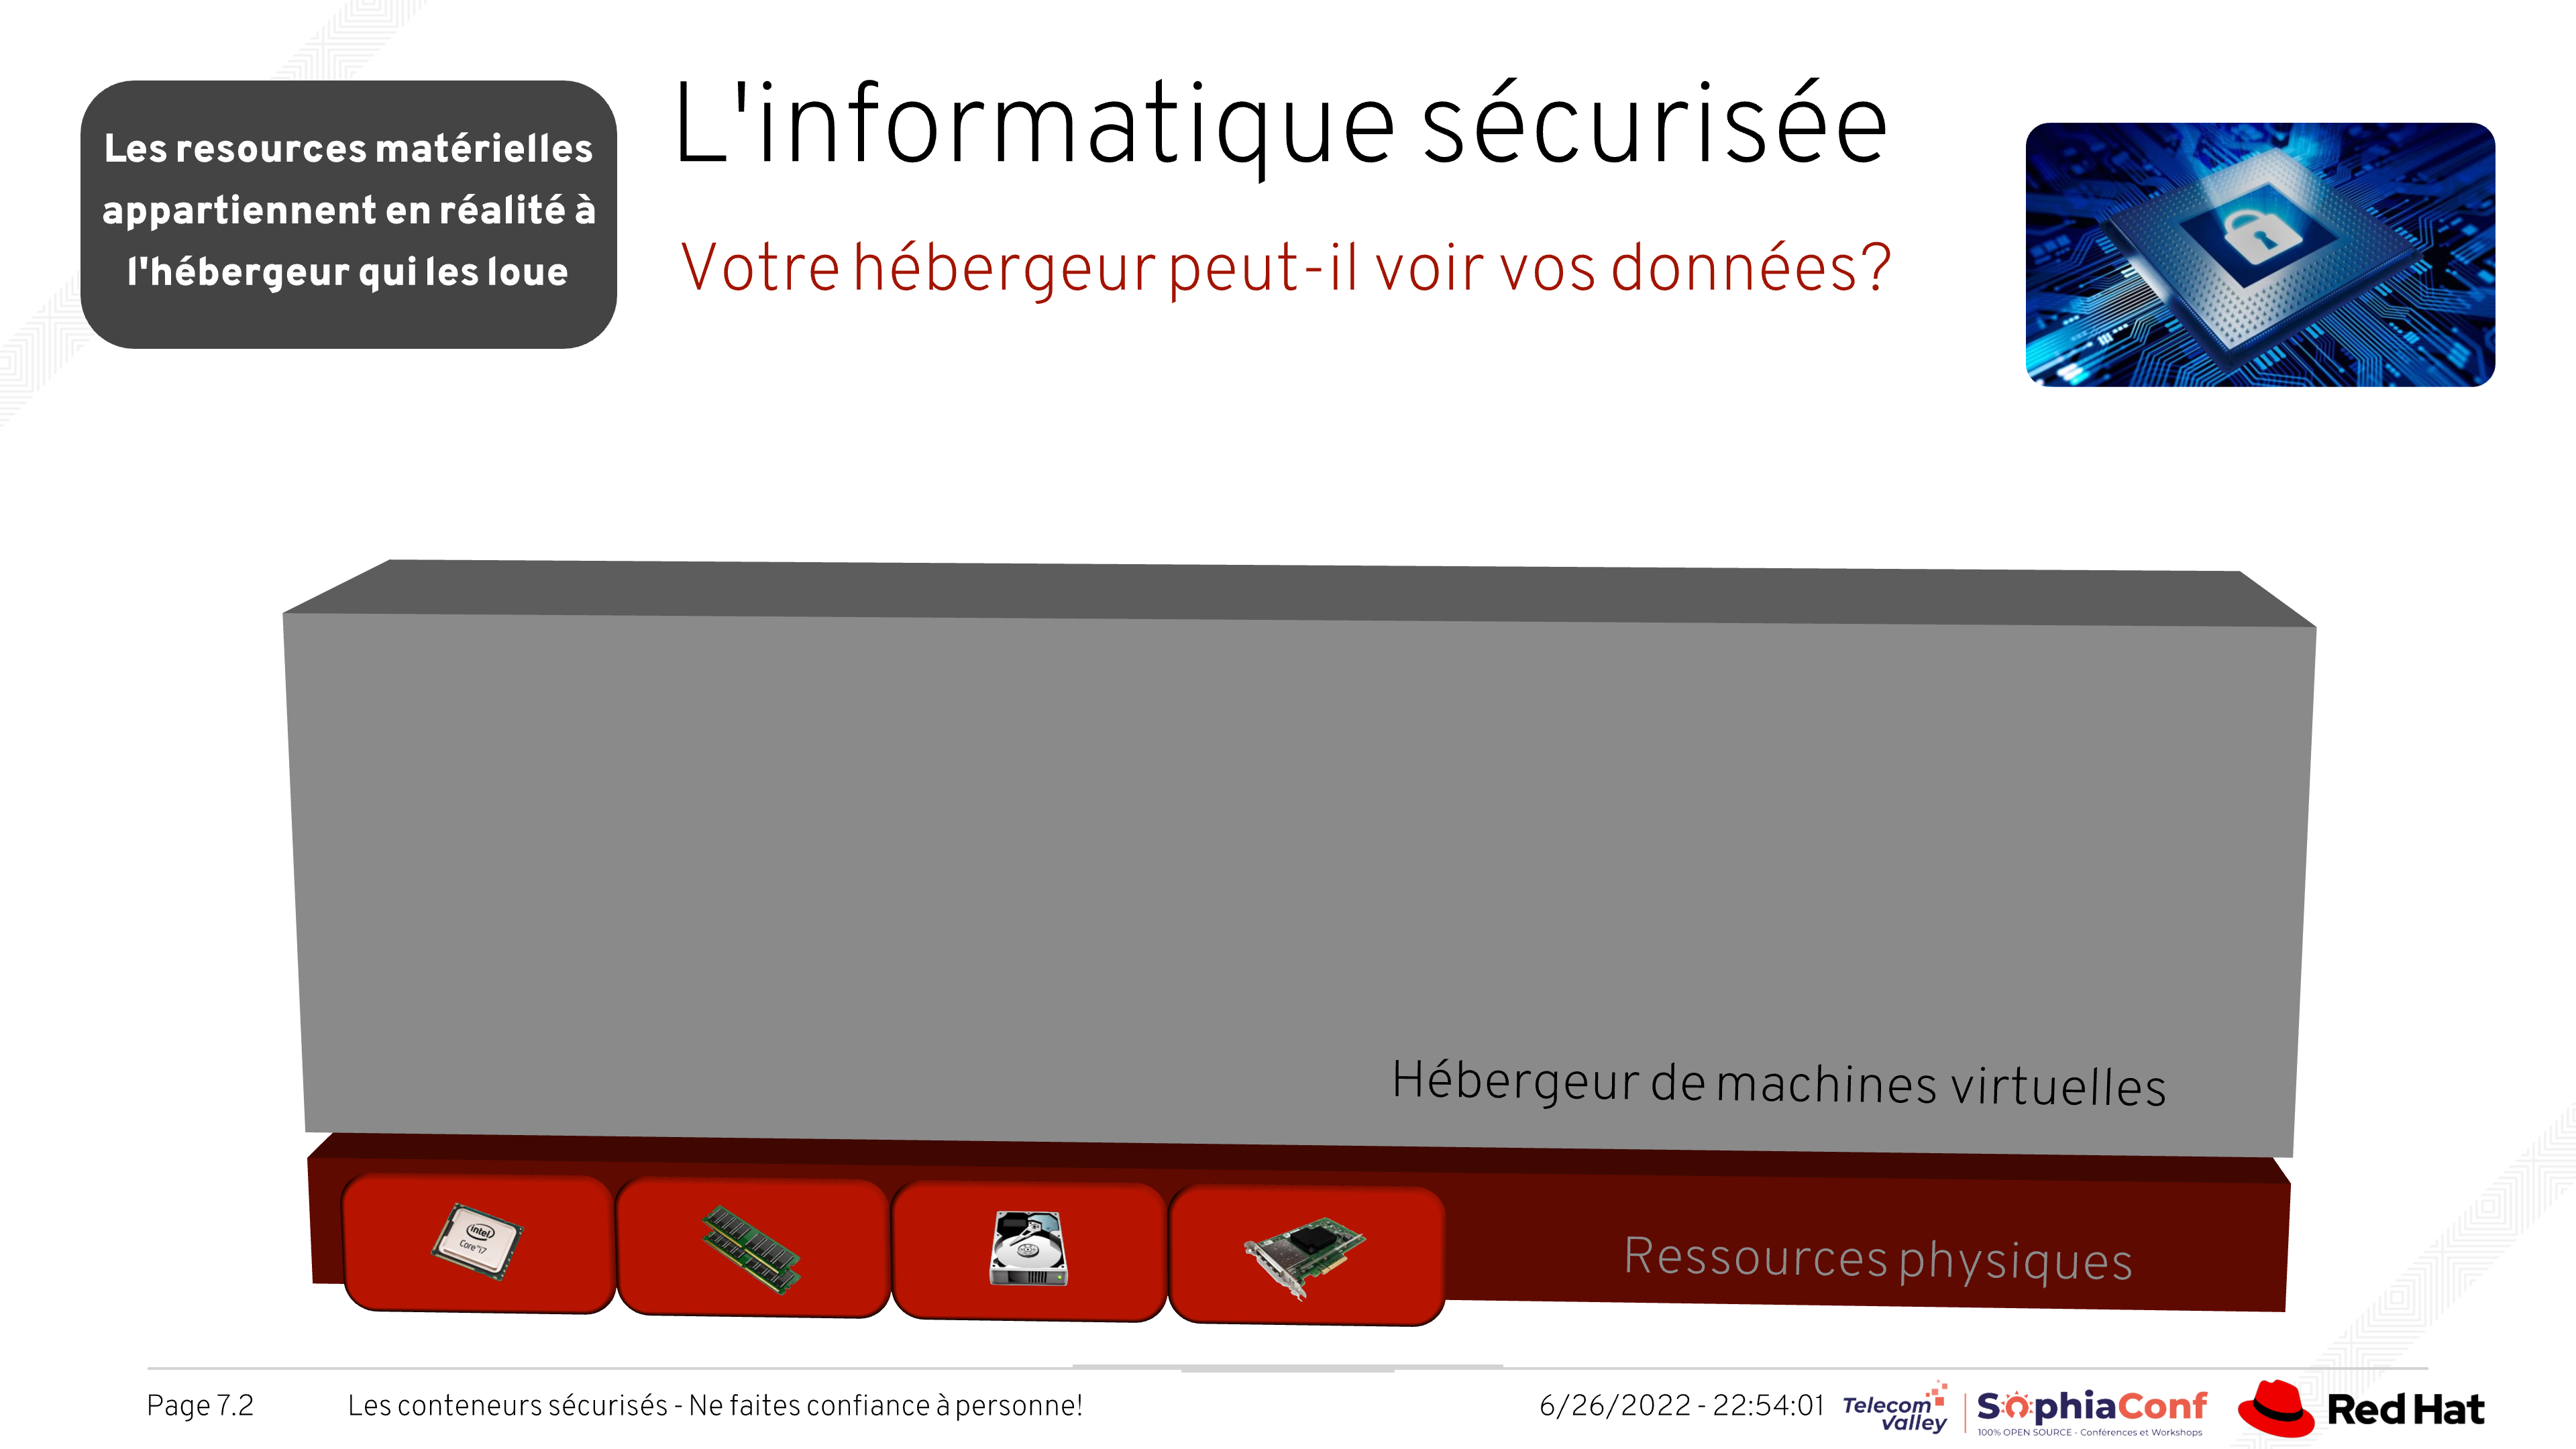 Les resources matérielles
appartiennent en réalité à
l'hébergeur qui les loue
L'informatique sécurisée
Votre hébergeur peut-il voir vos données?
Hébergeur de machines virtuelles
intel
Core i7
Ressources physiques
Page 7.2
Les conteneurs sécurisés - Ne faites confiance à personne!
6/26/2022 - 22:54:01
Telecom
Valley
SophiaConf
100% OPEN SOURCE - Conférences et Workshops
Red Hat